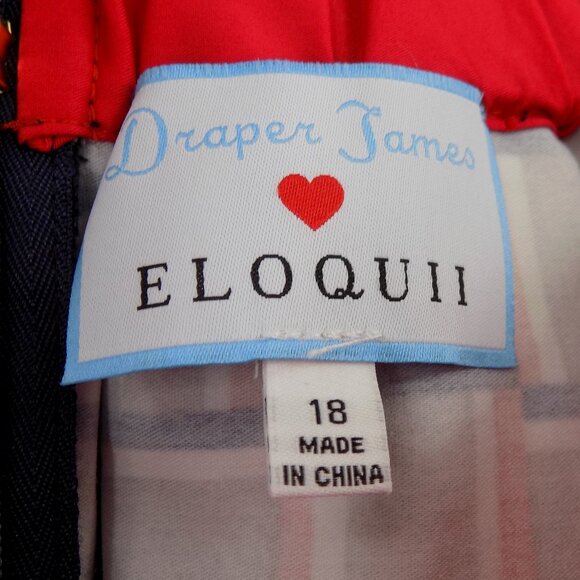 Draper James
ELOQUII
18
MADE
IN CHINA